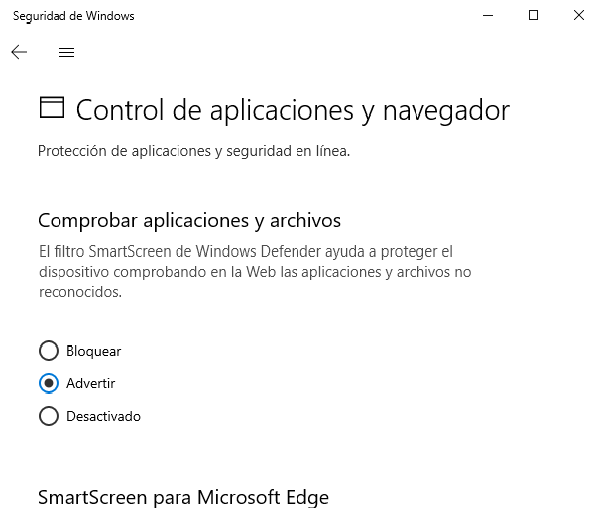 Seguridad de Windows
Control de aplicaciones y navegador
Protección de aplicaciones y seguridad en línea.
Comprobar aplicaciones y archivos
El filtro SmartScreen de Windows Defender ayuda a proteger el
dispositivo comprobando en la Web las aplicaciones y archivos no
reconocidos.
Bloquear
Advertir
Desactivado
SmartScreen para Microsoft Edge